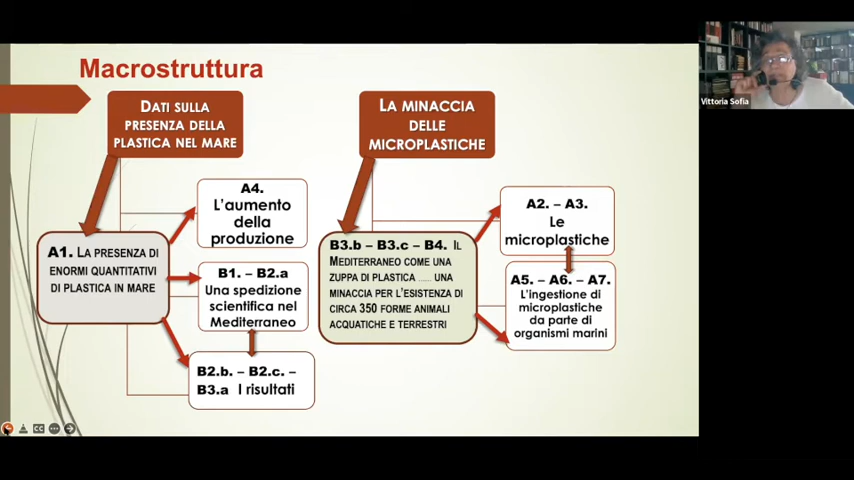 Macrostruttura
DATI SULLA
PRESENZA DELLA
PLASTICA NEL MARE
A4.
L'aumento
della
produzione
A1. LA PRESENZA DI
ENORMI QUANTITATIVI
DI PLASTICA IN MARE
B1. – B2.a
Una spedizione
scientifica nel
Mediterraneo
B2.b. – B2.c. –
B3.a I risultati
LA MINACCIA
DELLE
MICROPLASTICHE
A2. – A3.
Le
microplastiche
B3.b – B3.c – B4. IL
MEDITERRANEO COME UNA
ZUPPA DI PLASTICA ...... UNA
MINACCIA PER L'ESISTENZA DI
CIRCA 350 FORME ANIMALI
ACQUATICHE E TERRESTRI
A5. – A6. – A7.
L'ingestione di
microplastiche
da parte di
organismi marini
Vittoria Sofia
CC